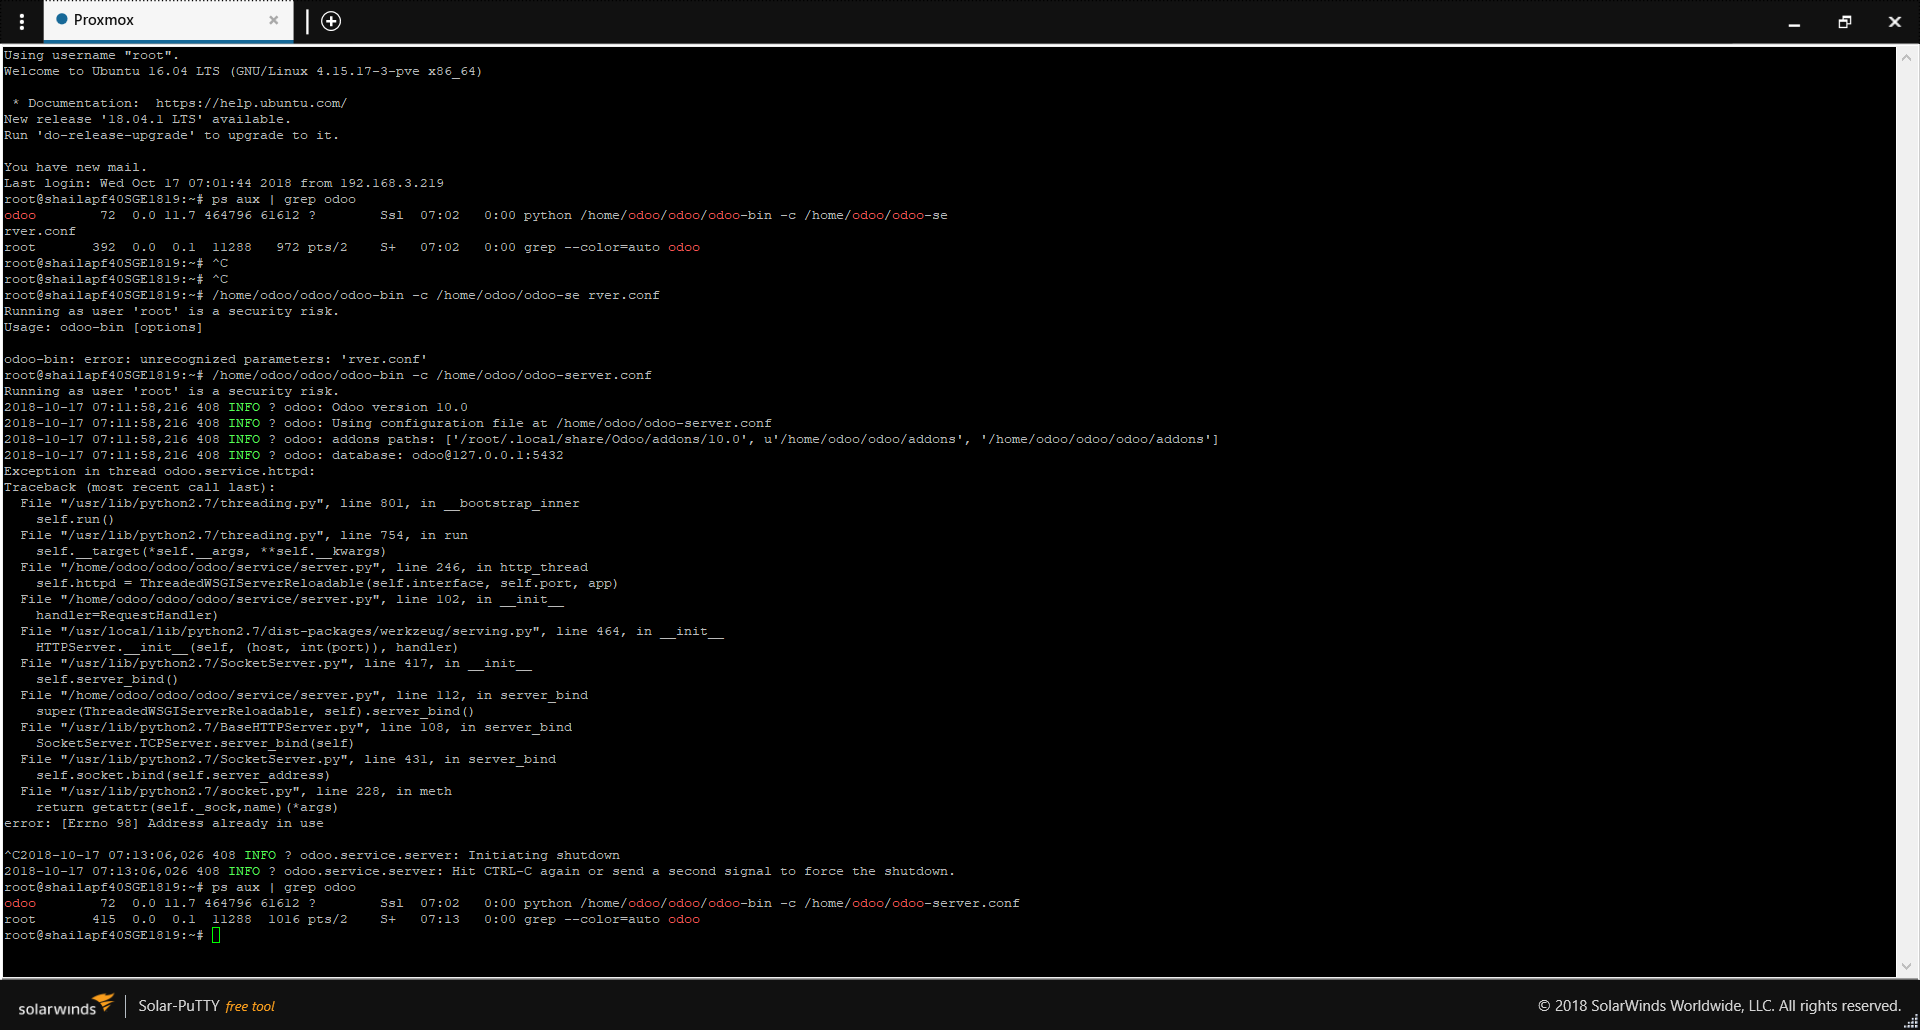 Proxmox
Using username "root".
Welcome to Ubuntu 16.04 LTS (GNU/Linux 4.15.17-3-pve x86_64)
 * Documentation:  https://help.ubuntu.com/
New release '18.04.1 LTS' available.
Run 'do-release-upgrade' to upgrade to it.
You have new mail.
Last login: Wed Oct 17 07:01:44 2018 from 192.168.3.219
root@shailapf40SGE1819:~# ps aux | grep odoo
odoo        72  0.0 11.7 464796 61612 ?        Ssl  07:02   0:00 python /home/odoo/odoo/odoo-bin -c /home/odoo/odoo-se
rver.conf
root       392  0.0  0.1  11288   972 pts/2    S+   07:02   0:00 grep --color=auto odoo
root@shailapf40SGE1819:~# ^C
root@shailapf40SGE1819:~# ^C
root@shailapf40SGE1819:~# /home/odoo/odoo/odoo-bin -c /home/odoo/odoo-se rver.conf
Running as user 'root' is a security risk.
Usage: odoo-bin [options]
odoo-bin: error: unrecognized parameters: 'rver.conf'
root@shailapf40SGE1819:~# /home/odoo/odoo/odoo-bin -c /home/odoo/odoo-server.conf
Running as user 'root' is a security risk.
2018-10-17 07:11:58,216 408 INFO ? odoo: Odoo version 10.0
2018-10-17 07:11:58,216 408 INFO ? odoo: Using configuration file at /home/odoo/odoo-server.conf
2018-10-17 07:11:58,216 408 INFO ? odoo: addons paths: ['/root/.local/share/Odoo/addons/10.0', u'/home/odoo/odoo/addons', '/home/odoo/odoo/odoo/addons']
2018-10-17 07:11:58,216 408 INFO ? odoo: database: odoo@127.0.0.1:5432
Exception in thread odoo.service.httpd:
Traceback (most recent call last):
  File "/usr/lib/python2.7/threading.py", line 801, in __bootstrap_inner
    self.run()
  File "/usr/lib/python2.7/threading.py", line 754, in run
    self.__target(*self.__args, **self.__kwargs)
  File "/home/odoo/odoo/odoo/service/server.py", line 246, in http_thread
    self.httpd = ThreadedWSGIServerReloadable(self.interface, self.port, app)
  File "/home/odoo/odoo/odoo/service/server.py", line 102, in __init__
    handler=RequestHandler)
  File "/usr/local/lib/python2.7/dist-packages/werkzeug/serving.py", line 464, in __init__
    HTTPServer.__init__(self, (host, int(port)), handler)
  File "/usr/lib/python2.7/SocketServer.py", line 417, in __init__
    self.server_bind()
  File "/home/odoo/odoo/odoo/service/server.py", line 112, in server_bind
    super(ThreadedWSGIServerReloadable, self).server_bind()
  File "/usr/lib/python2.7/BaseHTTPServer.py", line 108, in server_bind
    SocketServer.TCPServer.server_bind(self)
  File "/usr/lib/python2.7/SocketServer.py", line 431, in server_bind
    self.socket.bind(self.server_address)
  File "/usr/lib/python2.7/socket.py", line 228, in meth
    return getattr(self._sock,name)(*args)
error: [Errno 98] Address already in use
^C2018-10-17 07:13:06,026 408 INFO ? odoo.service.server: Initiating shutdown
2018-10-17 07:13:06,026 408 INFO ? odoo.service.server: Hit CTRL-C again or send a second signal to force the shutdown.
root@shailapf40SGE1819:~# ps aux | grep odoo
odoo        72  0.0 11.7 464796 61612 ?        Ssl  07:02   0:00 python /home/odoo/odoo/odoo-bin -c /home/odoo/odoo-server.conf
root       415  0.0  0.1  11288  1016 pts/2    S+   07:13   0:00 grep --color=auto odoo
root@shailapf40SGE1819:~#
solarwinds Solar-PuTTY free tool © 2018 SolarWinds Worldwide, LLC. All rights reserved.